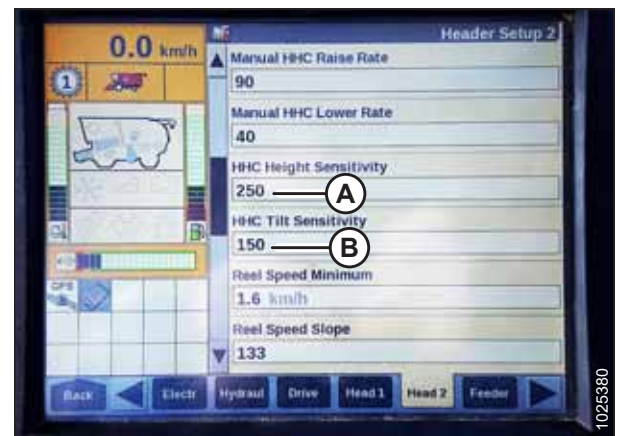 Header Setup 2
0.0 km/h
1
Manual HHC Raise Rate
90
Manual HHC Lower Rate
40
HHC Height Sensitivity
250
A
HHC Tilt Sensitivity
150
B
Reel Speed Minimum
1.6 km/h
Reel Speed Slope
133
GPS
Back
Electr
Hydraul
Drive
Head 1
Head 2
Feeder
1025380